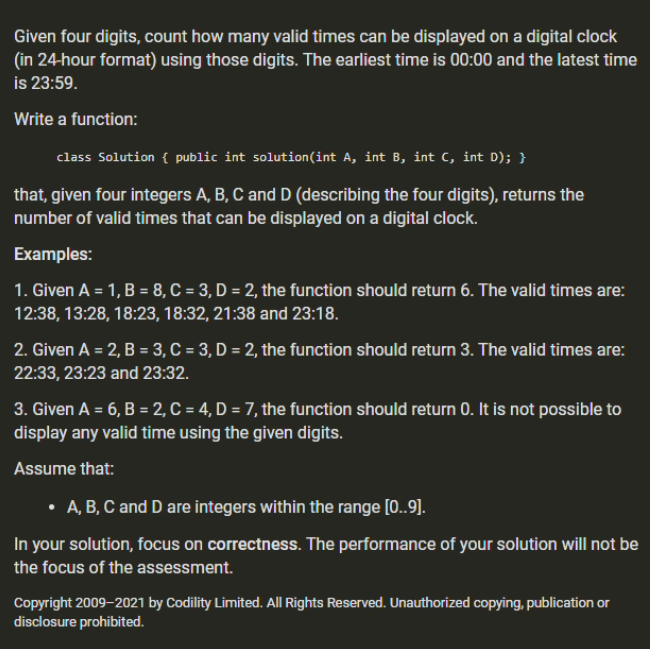 Given four digits, count how many valid times can be displayed on a digital clock
(in 24-hour format) using those digits. The earliest time is 00:00 and the latest time
is 23:59.
Write a function:
class Solution { public int solution(int A, int B, int C, int D); }
that, given four integers A, B, C and D (describing the four digits), returns the
number of valid times that can be displayed on a digital clock.
Examples:
1. Given A = 1, B = 8, C = 3, D = 2, the function should return 6. The valid times are:
12:38, 13:28, 18:23, 18:32, 21:38 and 23:18.
2. Given A = 2, B = 3, C = 3, D = 2, the function should return 3. The valid times are:
22:33, 23:23 and 23:32.
3. Given A = 6, B = 2, C = 4, D = 7, the function should return 0. It is not possible to
display any valid time using the given digits.
Assume that:
• A, B, C and D are integers within the range [0..9].
In your solution, focus on correctness. The performance of your solution will not be
the focus of the assessment.
Copyright 2009–2021 by Codility Limited. All Rights Reserved. Unauthorized copying, publication or
disclosure prohibited.